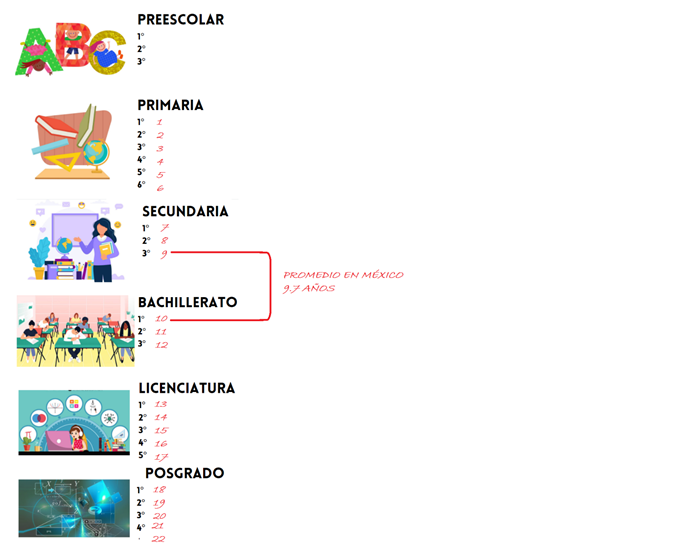 ABC
PREESCOLAR
1°
2°
3°
PRIMARIA
1° 1
2° 2
3° 3
4° 4
5° 5
6° 6
SECUNDARIA
1° 7
2° 8
3° 9
PROMEDIO EN MÉXICO
9,7 AÑOS
BACHILLERATO
1° 10
2° 11
3° 12
LICENCIATURA
1° 13
2° 14
3° 15
4° 16
5° 17
POSGRADO
1° 18
2° 19
3° 20
4° 21
22